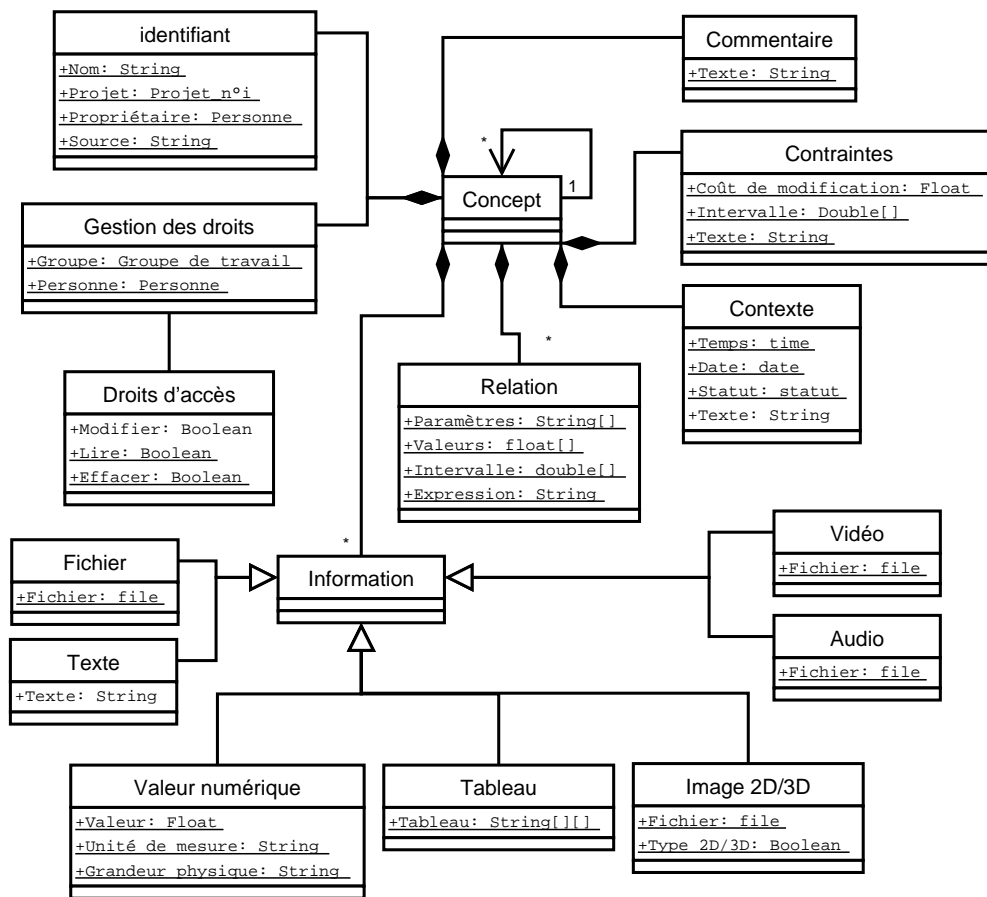 identifiant
+Nom: String
+Projet: Projet_n°i
+Propriétaire: Personne
+Source: String
Commentaire
+Texte: String
Contraintes
+Coût de modification: Float
+Intervalle: Double[]
+Texte: String
*
1
Concept
Gestion des droits
+Groupe: Groupe de travail
+Personne: Personne
Contexte
+Temps: time
+Date: date
+Statut: statut
+Texte: String
Droits d'accès
+Modifier: Boolean
+Lire: Boolean
+Effacer: Boolean
*
Relation
+Paramètres: String[]
+Valeurs: float[]
+Intervalle: double[]
+Expression: String
*
Information
Fichier
+Fichier: file
Texte
+Texte: String
Vidéo
+Fichier: file
Audio
+Fichier: file
Valeur numérique
+Valeur: Float
+Unité de mesure: String
+Grandeur physique: String
Tableau
+Tableau: String[][]
Image 2D/3D
+Fichier: file
+Type 2D/3D: Boolean